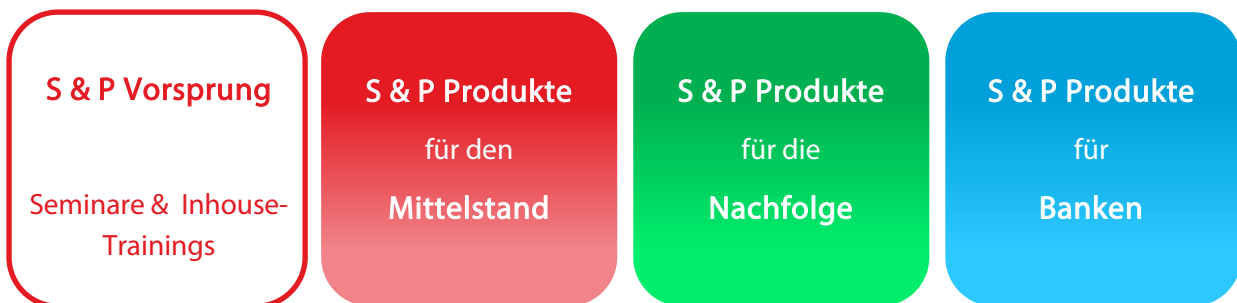 S & P Vorsprung
Seminare & Inhouse-
Trainings
S & P Produkte
für den
Mittelstand
S & P Produkte
für die
Nachfolge
S & P Produkte
für
Banken